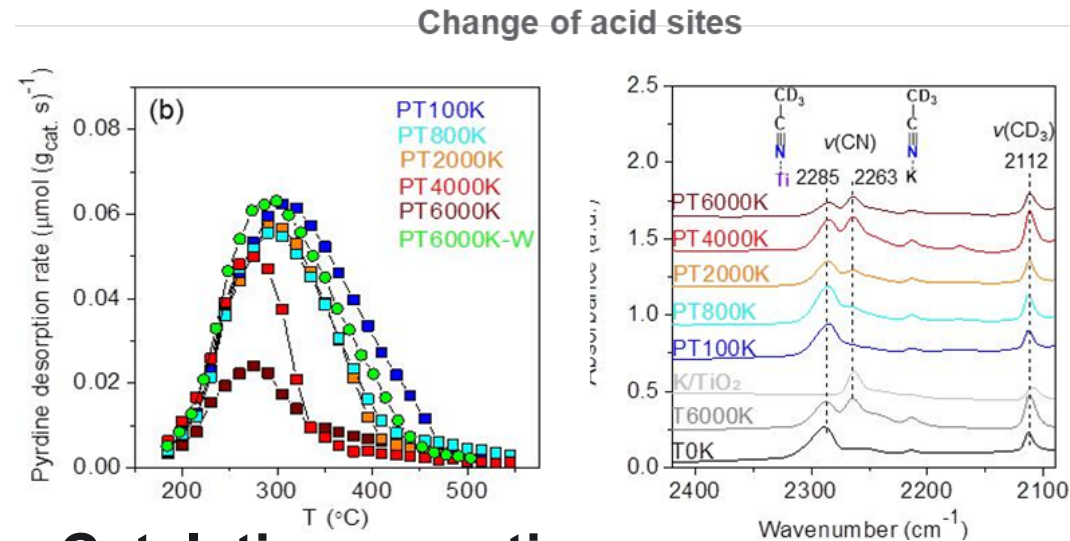 Change of acid sites
(b)
Pyrdine desorption rate (μmol (gcat. s)-1)
0.08
0.06
0.04
0.02
0.00
200 300 400 500
T (°C)
PT100K
PT800K
PT2000K
PT4000K
PT6000K
PT6000K-W
2.5
2.0
1.5
1.0
0.5
0.0
CD3
C
N
Ti
ν(CN)
2285 2263
CD3
C
N
K
ν(CD3)
2112
PT6000K
PT4000K
PT2000K
PT800K
PT100K
K/TiO2
T6000K
T0K
2400 2300 2200 2100
Wavenumber (cm-1)